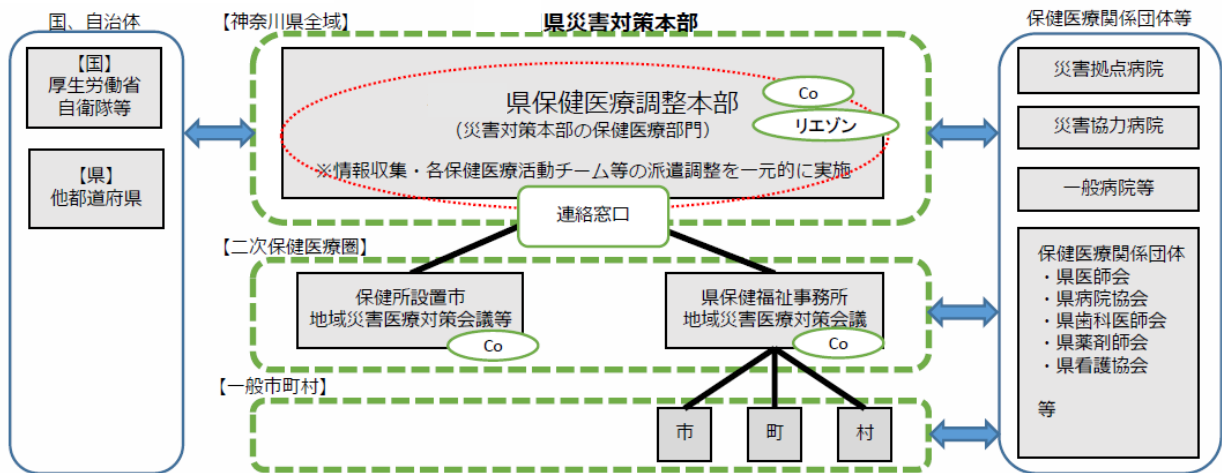 国、自治体
【国】
厚生労働省
自衛隊等
【県】
他都道府県
【神奈川県全域】
県災害対策本部
県保健医療調整本部
(災害対策本部の保健医療部門)
Co
リエゾン
※情報収集・各保健医療活動チーム等の派遣調整を一元的に実施
連絡窓口
【二次保健医療圏】
保健所設置市
地域災害医療対策会議等
Co
県保健福祉事務所
地域災害医療対策会議
Co
【一般市町村】
市
町
村
保健医療関係団体等
災害拠点病院
災害協力病院
一般病院等
保健医療関係団体
・県医師会
・県病院協会
・県歯科医師会
・県薬剤師会
・県看護協会
等